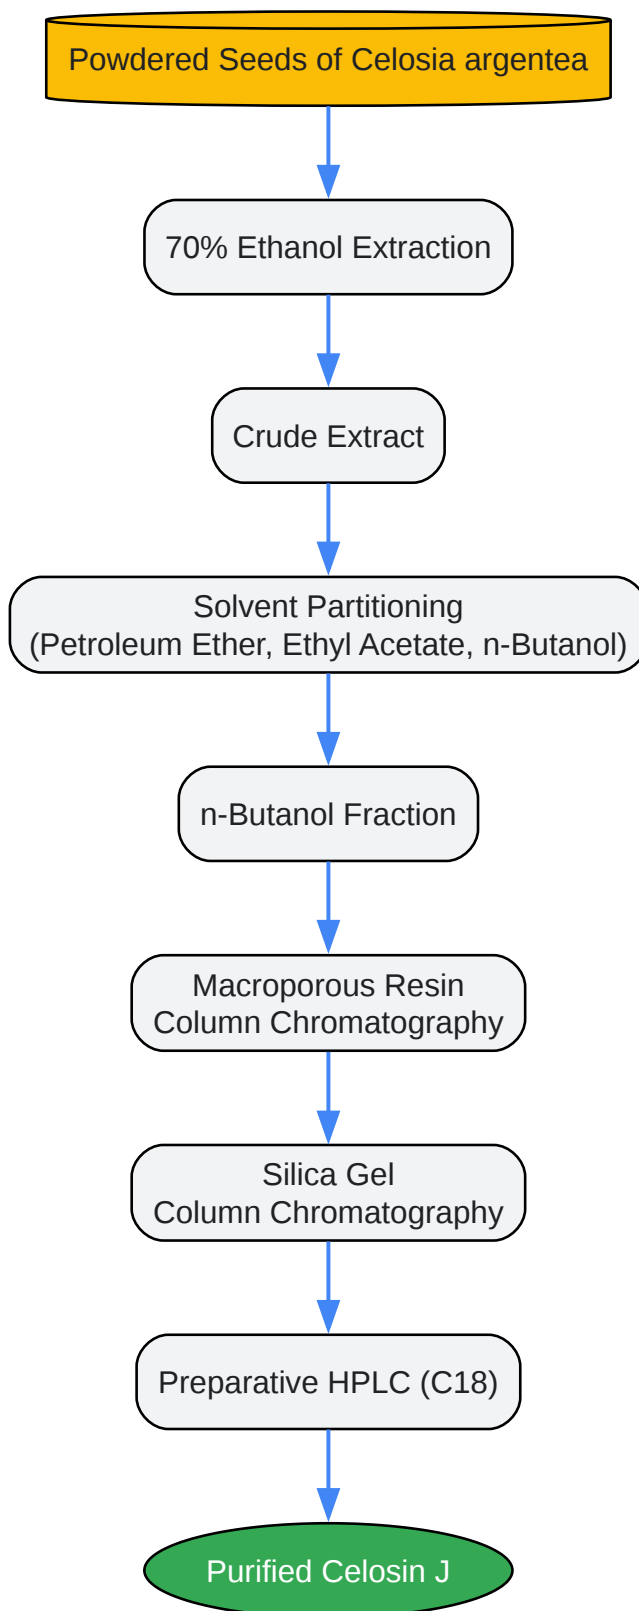 Powdered Seeds of Celosia argentea
70% Ethanol Extraction
Crude Extract
Solvent Partitioning
(Petroleum Ether, Ethyl Acetate, n-Butanol)
n-Butanol Fraction
Macroporous Resin
Column Chromatography
Silica Gel
Column Chromatography
Preparative HPLC (C18)
Purified Celosin J